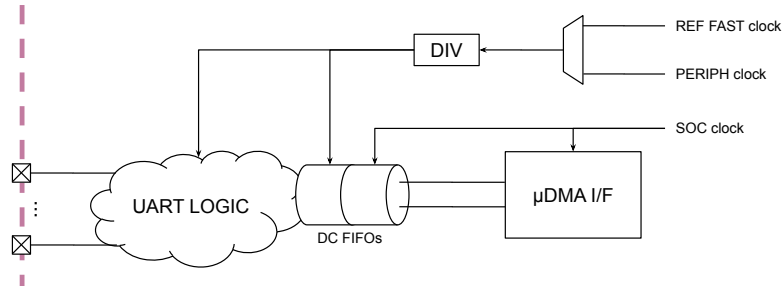 REF FAST clock
DIV
PERIPH clock
SOC clock
UART LOGIC
µDMA I/F
...
DC FIFOs